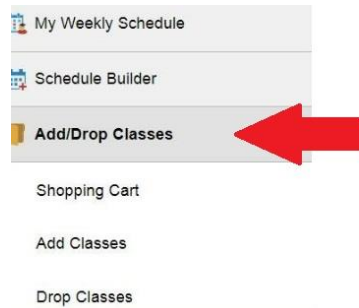 My Weekly Schedule
Schedule Builder
Add/Drop Classes
Shopping Cart
Add Classes
Drop Classes